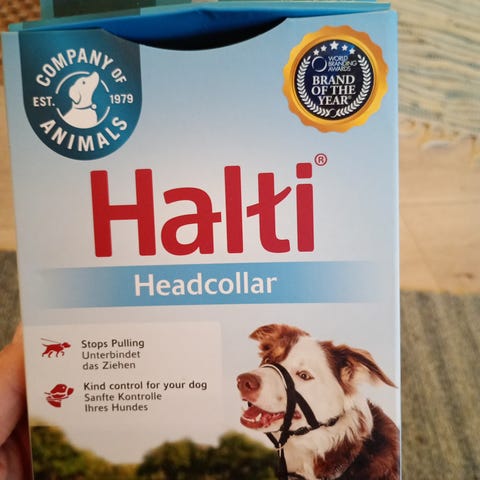 COMPANY OF
EST. 1979
ANIMALS
WORLD
BRANDING
AWARDS
BRAND
OF THE
YEAR
Halti®
Headcollar
Stops Pulling
Unterbindet
das Ziehen
Kind control for your dog
Sanfte Kontrolle
Ihres Hundes